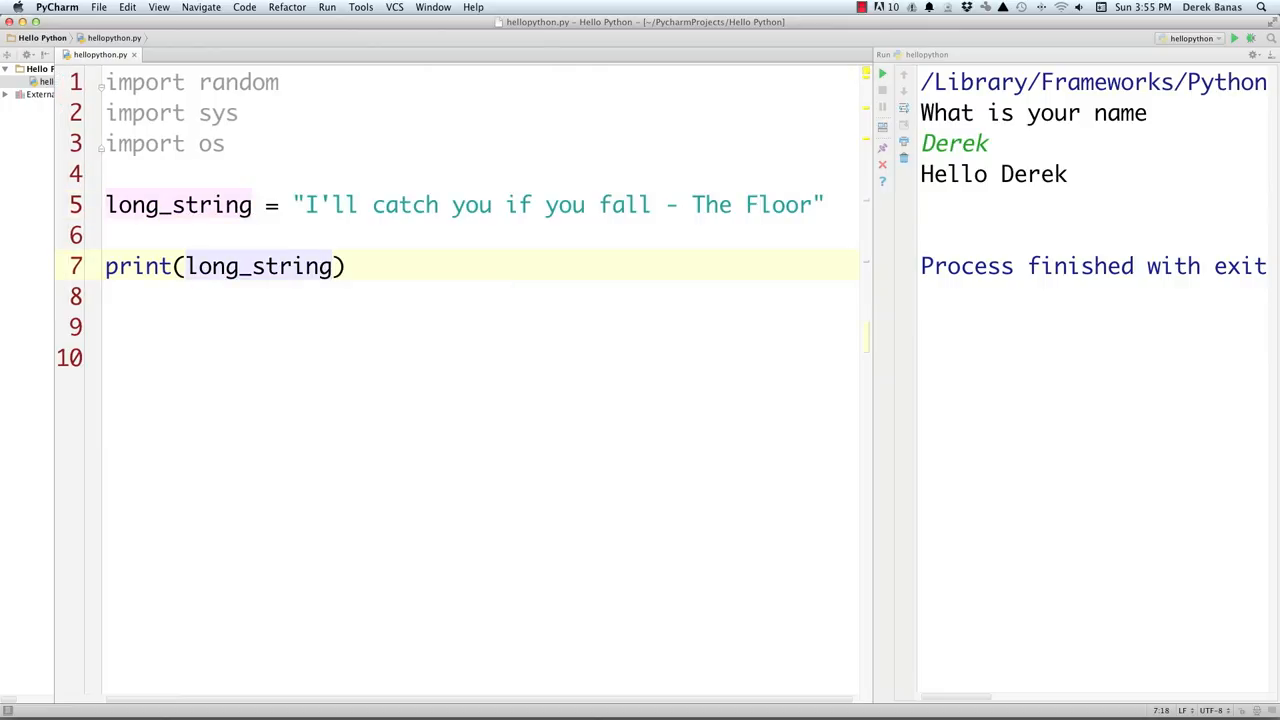 PyCharm File Edit View Navigate Code Refactor Run Tools VCS Window Help 10 Sun 3:55 PM Derek Banas
hellopython.py – Hello Python – [~/PycharmProjects/Hello Python]
Hello Python hellopython.py hellopython
hellopython.py
Run hellopython
Hello P
hell
Externa
1 import random
2 import sys
3 import os
4
5 long_string = "I'll catch you if you fall - The Floor"
6
7 print(long_string)
8
9
10
/Library/Frameworks/Python
What is your name
Derek
Hello Derek
Process finished with exit
7:18 LF UTF-8